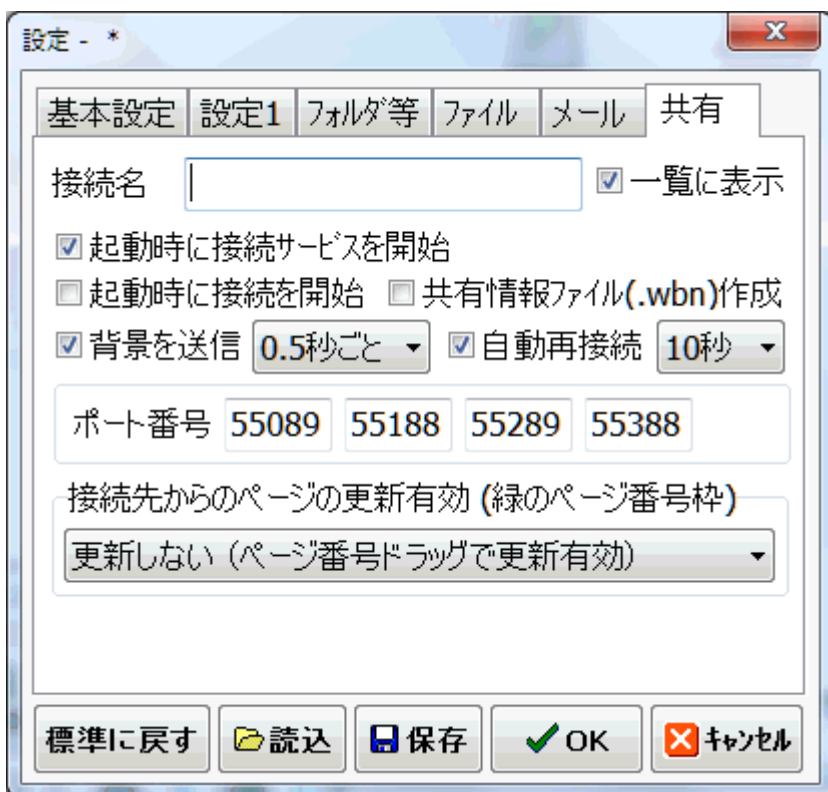 設定 - *
基本設定 設定1 フォルダ等 ファイル メール 共有
接続名 一覧に表示
起動時に接続サービスを開始
起動時に接続を開始 共有情報ファイル(.wbn)作成
背景を送信 0.5秒ごと 自動再接続 10秒
ポート番号 55089 55188 55289 55388
接続先からのページの更新有効 (緑のページ番号枠)
更新しない (ページ番号ドラッグで更新有効)
標準に戻す 読込 保存 OK キャンセル